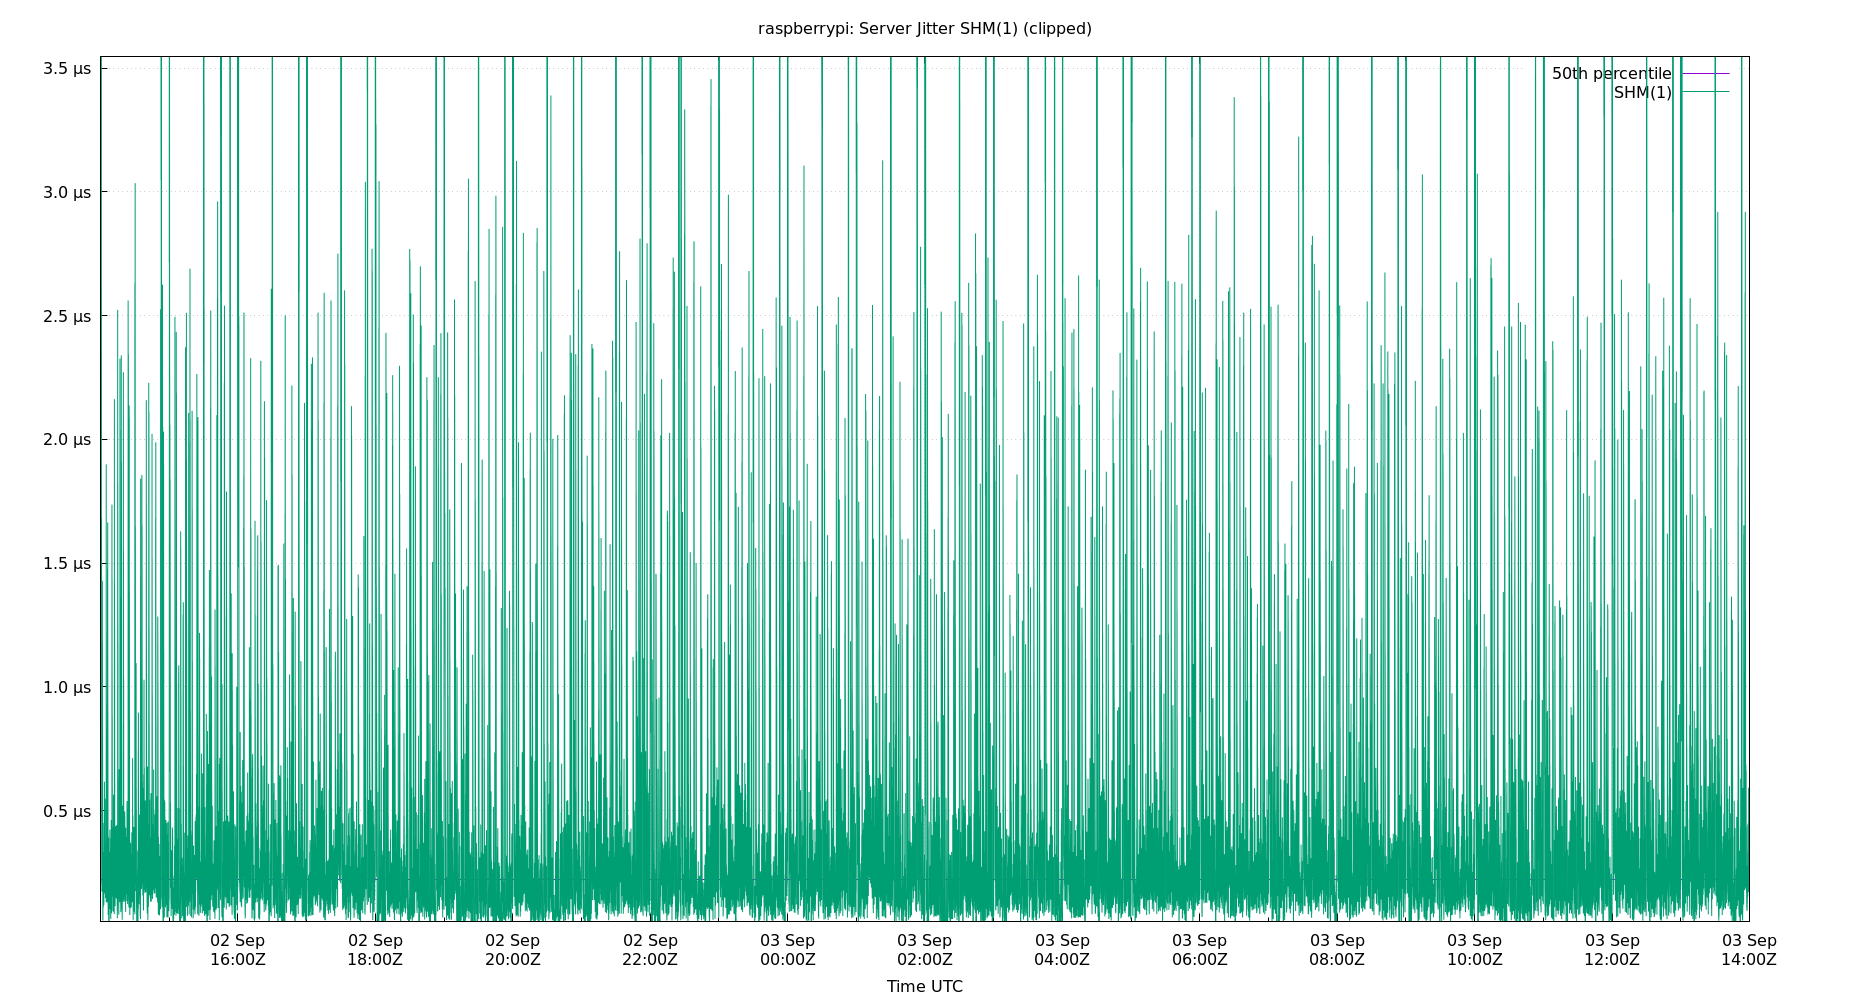 raspberrypi: Server Jitter SHM(1) (clipped)
3.5 µs
3.0 µs
2.5 µs
2.0 µs
1.5 µs
1.0 µs
0.5 µs
50th percentile
SHM(1)
02 Sep 02 Sep 02 Sep 02 Sep 03 Sep 03 Sep 03 Sep 03 Sep 03 Sep 03 Sep 03 Sep 03 Sep
16:00Z 18:00Z 20:00Z 22:00Z 00:00Z 02:00Z 04:00Z 06:00Z 08:00Z 10:00Z 12:00Z 14:00Z
Time UTC